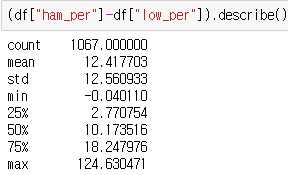 (df["ham_per"]-df["low_per"]).describe()
count 1067.000000
mean 12.417703
std 12.560933
min -0.040110
25% 2.770754
50% 10.173516
75% 18.247976
max 124.630471